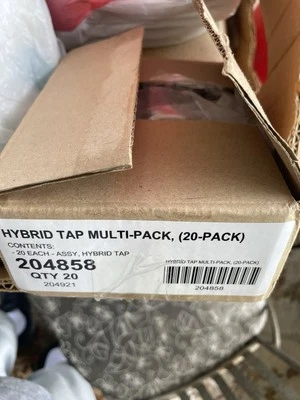 HYBRID TAP MULTI-PACK, (20-PACK)
CONTENTS:
- 20 EACH - ASSY, HYBRID TAP
204858
QTY 20
204921
HYBRID TAP MULTI-PACK, (20-PACK)
204858